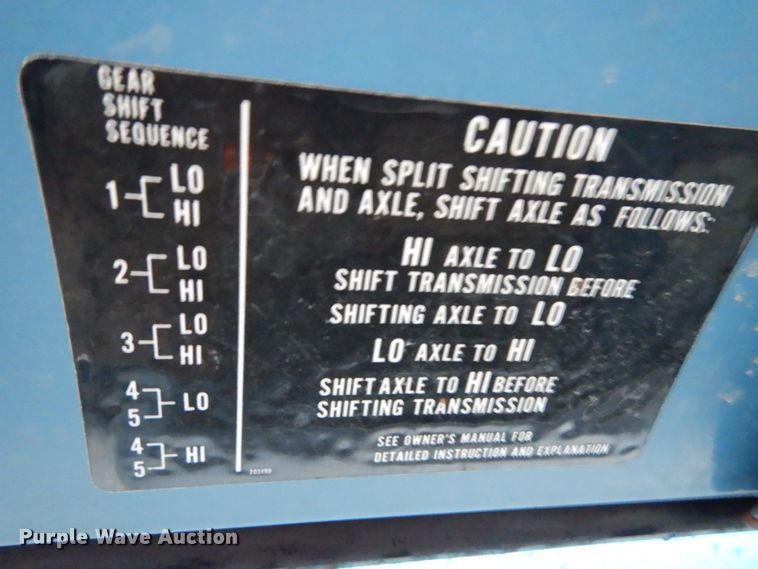 GEAR
SHIFT
SEQUENCE
1 LO
HI
2 LO
HI
3 LO
HI
4
5 LO
4
5 HI
CAUTION
WHEN SPLIT SHIFTING TRANSMISSION
AND AXLE, SHIFT AXLE AS FOLLOWS:
HI AXLE TO LO
SHIFT TRANSMISSION BEFORE
SHIFTING AXLE TO LO
LO AXLE TO HI
SHIFT AXLE TO HI BEFORE
SHIFTING TRANSMISSION
SEE OWNER'S MANUAL FOR
DETAILED INSTRUCTION AND EXPLANATION
Purple Wave Auction